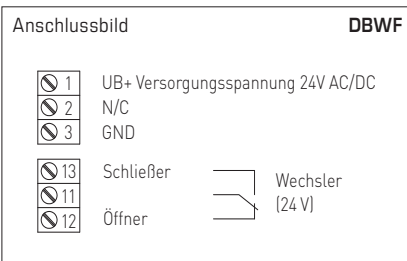 Anschlussbild DBWF
1 UB+ Versorgungsspannung 24V AC/DC
2 N/C
3 GND
13 Schließer
Wechsler
11
(24 V)
12 Öffner